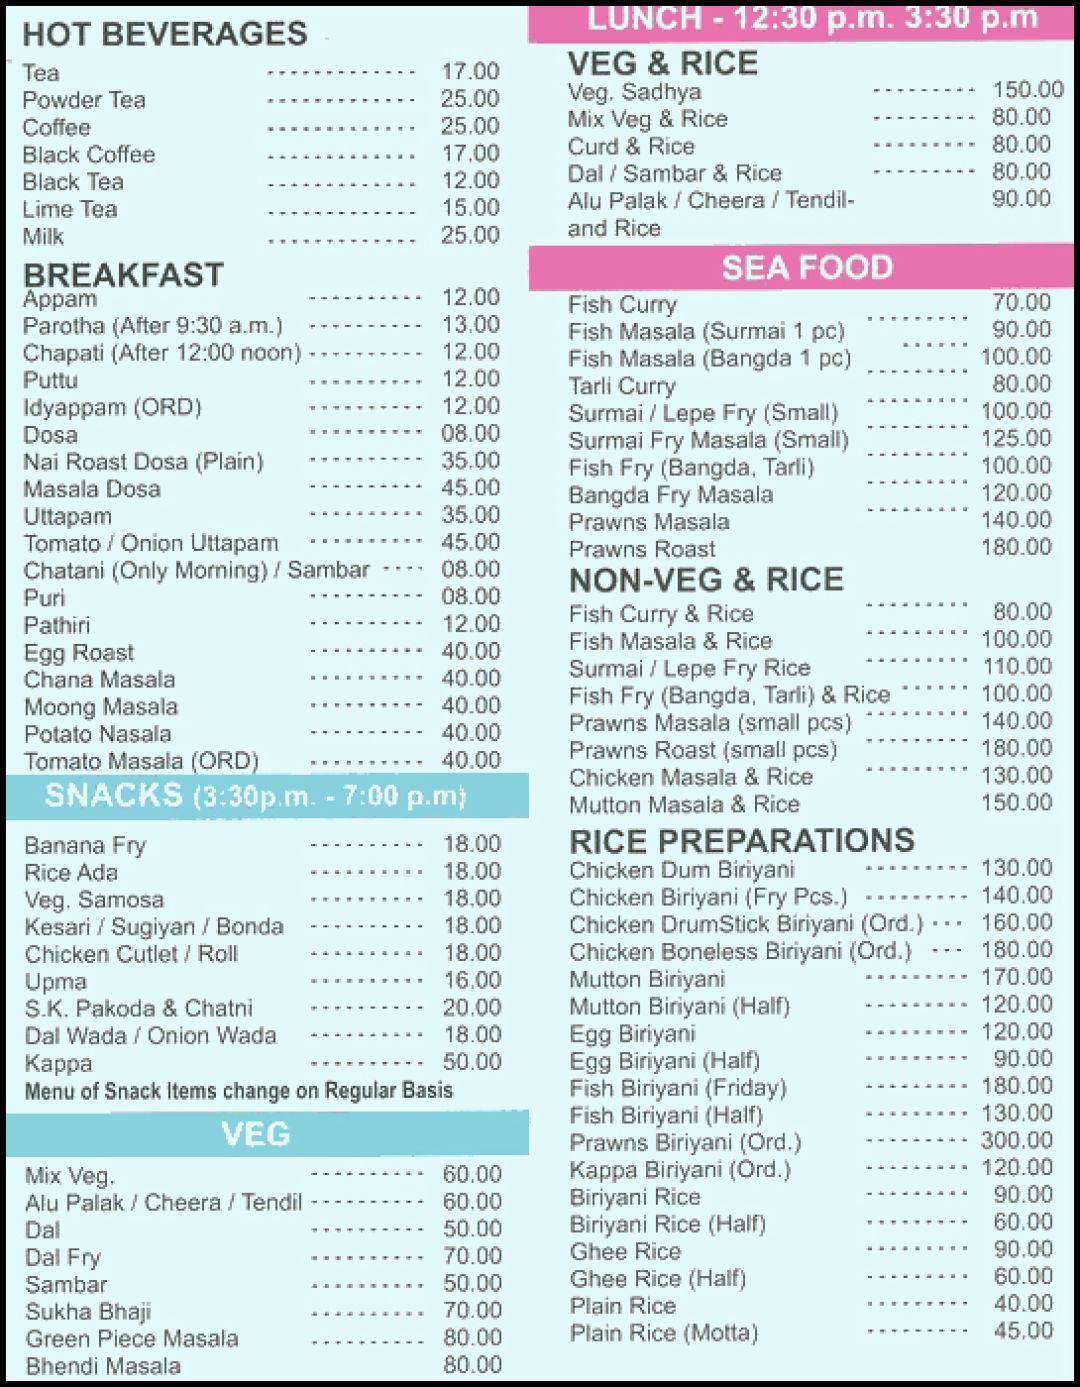 HOT BEVERAGES
Tea ------------- 17.00
Powder Tea ------------- 25.00
Coffee ------------- 25.00
Black Coffee ------------- 17.00
Black Tea ------------- 12.00
Lime Tea ------------- 15.00
Milk ------------- 25.00
BREAKFAST
Appam ---------- 12.00
Parotha (After 9:30 a.m.) ---------- 13.00
Chapati (After 12:00 noon) ---------- 12.00
Puttu ---------- 12.00
Idyappam (ORD) ---------- 12.00
Dosa ---------- 08.00
Nai Roast Dosa (Plain) ---------- 35.00
Masala Dosa ---------- 45.00
Uttapam ---------- 35.00
Tomato / Onion Uttapam ---------- 45.00
Chatani (Only Morning) / Sambar ---- 08.00
Puri ---------- 08.00
Pathiri ---------- 12.00
Egg Roast ---------- 40.00
Chana Masala ---------- 40.00
Moong Masala ---------- 40.00
Potato Nasala ---------- 40.00
Tomato Masala (ORD) ---------- 40.00
SNACKS (3:30p.m. - 7:00 p.m)
Banana Fry ---------- 18.00
Rice Ada ---------- 18.00
Veg. Samosa ---------- 18.00
Kesari / Sugiyan / Bonda ---------- 18.00
Chicken Cutlet / Roll ---------- 18.00
Upma ---------- 16.00
S.K. Pakoda & Chatni ---------- 20.00
Dal Wada / Onion Wada ---------- 18.00
Kappa ---------- 50.00
Menu of Snack Items change on Regular Basis
VEG
Mix Veg. ---------- 60.00
Alu Palak / Cheera / Tendil ---------- 60.00
Dal ---------- 50.00
Dal Fry ---------- 70.00
Sambar ---------- 50.00
Sukha Bhaji ---------- 70.00
Green Piece Masala ---------- 80.00
Bhendi Masala 80.00
LUNCH - 12:30 p.m. 3:30 p.m
VEG & RICE
Veg. Sadhya --------- 150.00
Mix Veg & Rice --------- 80.00
Curd & Rice --------- 80.00
Dal / Sambar & Rice --------- 80.00
Alu Palak / Cheera / Tendil- 90.00
and Rice
SEA FOOD
Fish Curry --------- 70.00
Fish Masala (Surmai 1 pc) ------ 90.00
Fish Masala (Bangda 1 pc) --------- 100.00
Tarli Curry --------- 80.00
Surmai / Lepe Fry (Small) --------- 100.00
Surmai Fry Masala (Small) --------- 125.00
Fish Fry (Bangda, Tarli) --------- 100.00
Bangda Fry Masala --------- 120.00
Prawns Masala 140.00
Prawns Roast 180.00
NON-VEG & RICE
Fish Curry & Rice --------- 80.00
Fish Masala & Rice --------- 100.00
Surmai / Lepe Fry Rice --------- 110.00
Fish Fry (Bangda, Tarli) & Rice ------ 100.00
Prawns Masala (small pcs) --------- 140.00
Prawns Roast (small pcs) --------- 180.00
Chicken Masala & Rice --------- 130.00
Mutton Masala & Rice 150.00
RICE PREPARATIONS
Chicken Dum Biriyani --------- 130.00
Chicken Biriyani (Fry Pcs.) --------- 140.00
Chicken DrumStick Biriyani (Ord.) --- 160.00
Chicken Boneless Biriyani (Ord.) --- 180.00
Mutton Biriyani --------- 170.00
Mutton Biriyani (Half) --------- 120.00
Egg Biriyani --------- 120.00
Egg Biriyani (Half) --------- 90.00
Fish Biriyani (Friday) --------- 180.00
Fish Biriyani (Half) --------- 130.00
Prawns Biriyani (Ord.) --------- 300.00
Kappa Biriyani (Ord.) --------- 120.00
Biriyani Rice --------- 90.00
Biriyani Rice (Half) --------- 60.00
Ghee Rice --------- 90.00
Ghee Rice (Half) --------- 60.00
Plain Rice --------- 40.00
Plain Rice (Motta) --------- 45.00